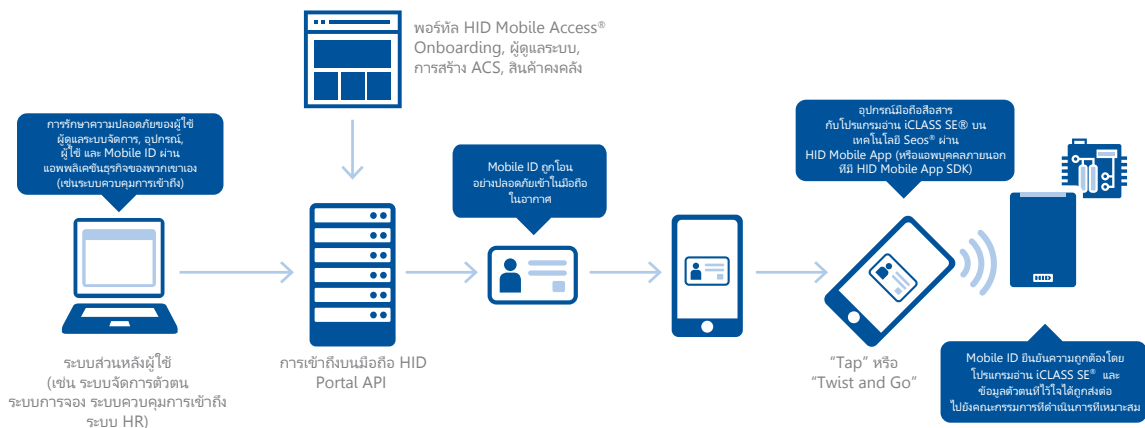 พอร์ทัล HID Mobile Access®
Onboarding, ผู้ดูแลระบบ,
การสร้าง ACS, สินค้าคงคลัง
การรักษาความปลอดภัยของผู้ใช้
ผู้ดูแลระบบจัดการ, อุปกรณ์,
ผู้ใช้ และ Mobile ID ผ่าน
แอพพลิเคชันธุรกิจของพวกเขาเอง
(เช่นระบบควบคุมการเข้าถึง)
Mobile ID ถูกโอน
อย่างปลอดภัยเข้าในมือถือ
ในอากาศ
อุปกรณ์มือถือสื่อสาร
กับโปรแกรมอ่าน iCLASS SE® บน
เทคโนโลยี Seos® ผ่าน
HID Mobile App (หรือแอพบุคคลภายนอก
ที่มี HID Mobile App SDK)
HID
ระบบส่วนหลังผู้ใช้
(เช่น ระบบจัดการตัวตน
ระบบการจอง ระบบควบคุมการเข้าถึง
ระบบ HR)
การเข้าถึงบนมือถือ HID
Portal API
"Tap" หรือ
"Twist and Go"
Mobile ID ยืนยันความถูกต้องโดย
โปรแกรมอ่าน iCLASS SE® และ
ข้อมูลตัวตนที่ไว้ใจได้ถูกส่งต่อ
ไปยังคณะกรรมการที่ดำเนินการที่เหมาะสม